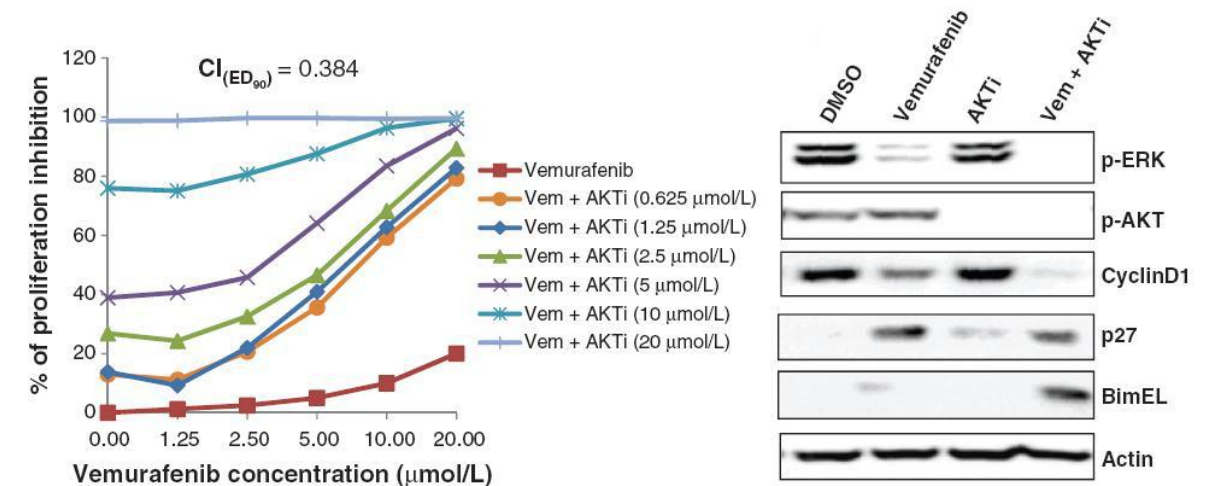 CI(ED90) = 0.384
% of proliferation inhibition
120
100
80
60
40
20
0
0.00 1.25 2.50 5.00 10.00 20.00
Vemurafenib concentration (μmol/L)
Vemurafenib
Vem + AKTi (0.625 μmol/L)
Vem + AKTi (1.25 μmol/L)
Vem + AKTi (2.5 μmol/L)
Vem + AKTi (5 μmol/L)
Vem + AKTi (10 μmol/L)
Vem + AKTi (20 μmol/L)
DMSO
Vemurafenib
AKTi
Vem + AKTi
p-ERK
p-AKT
CyclinD1
p27
BimEL
Actin